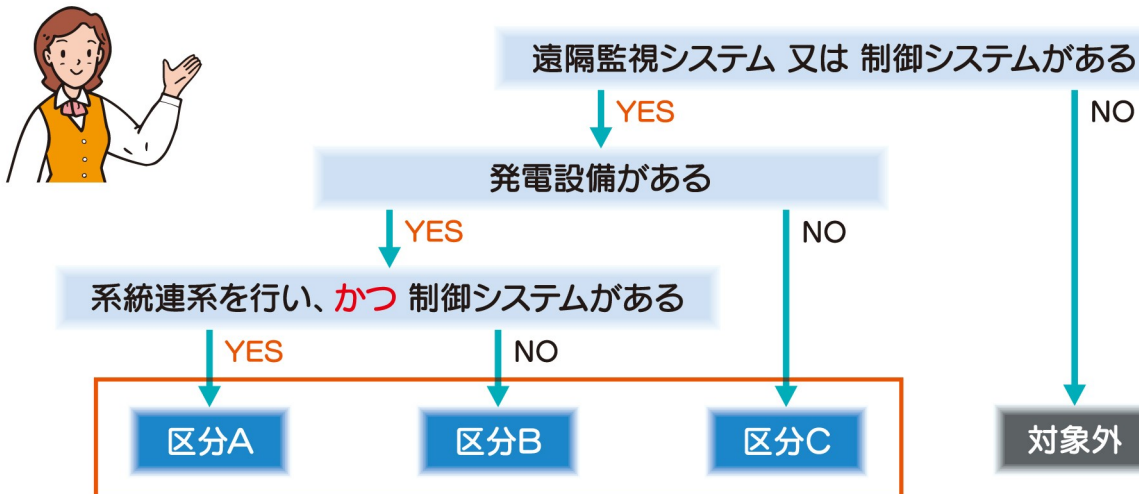 遠隔監視システム 又は 制御システムがある
YES
NO
発電設備がある
YES
NO
系統連系を行い、かつ 制御システムがある
YES
NO
区分A
区分B
区分C
対象外